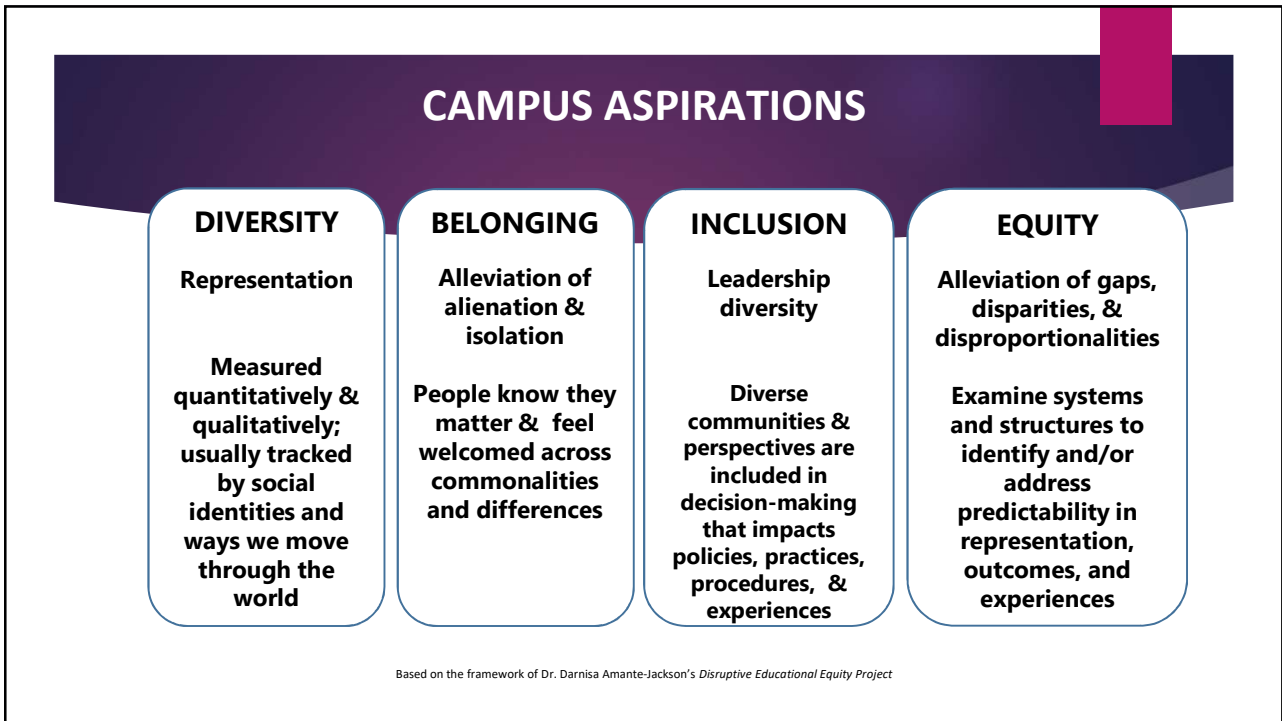 CAMPUS ASPIRATIONS
DIVERSITY
Representation
Measured
quantitatively &
qualitatively;
usually tracked
by social
identities and
ways we move
through the
world
BELONGING
Alleviation of
alienation &
isolation
People know they
matter &  feel
welcomed across
commonalities
and differences
INCLUSION
Leadership
diversity
Diverse
communities &
perspectives are
included in
decision-making
that impacts
policies, practices,
procedures,  &
experiences
EQUITY
Alleviation of gaps,
disparities, &
disproportionalities
Examine systems
and structures to
identify and/or
address
predictability in
representation,
outcomes, and
experiences
Based on the framework of Dr. Darnisa Amante-Jackson’s Disruptive Educational Equity Project